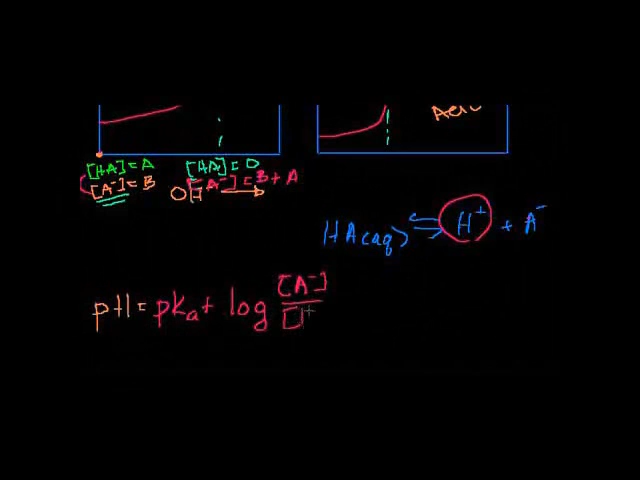 Acid
[HA]=A [HA]=0
[A⁻]=B OH [A⁻]=B+A
HA(aq) ⇌ H⁺ + A⁻
pH= pKa+ log [A⁻]
[H